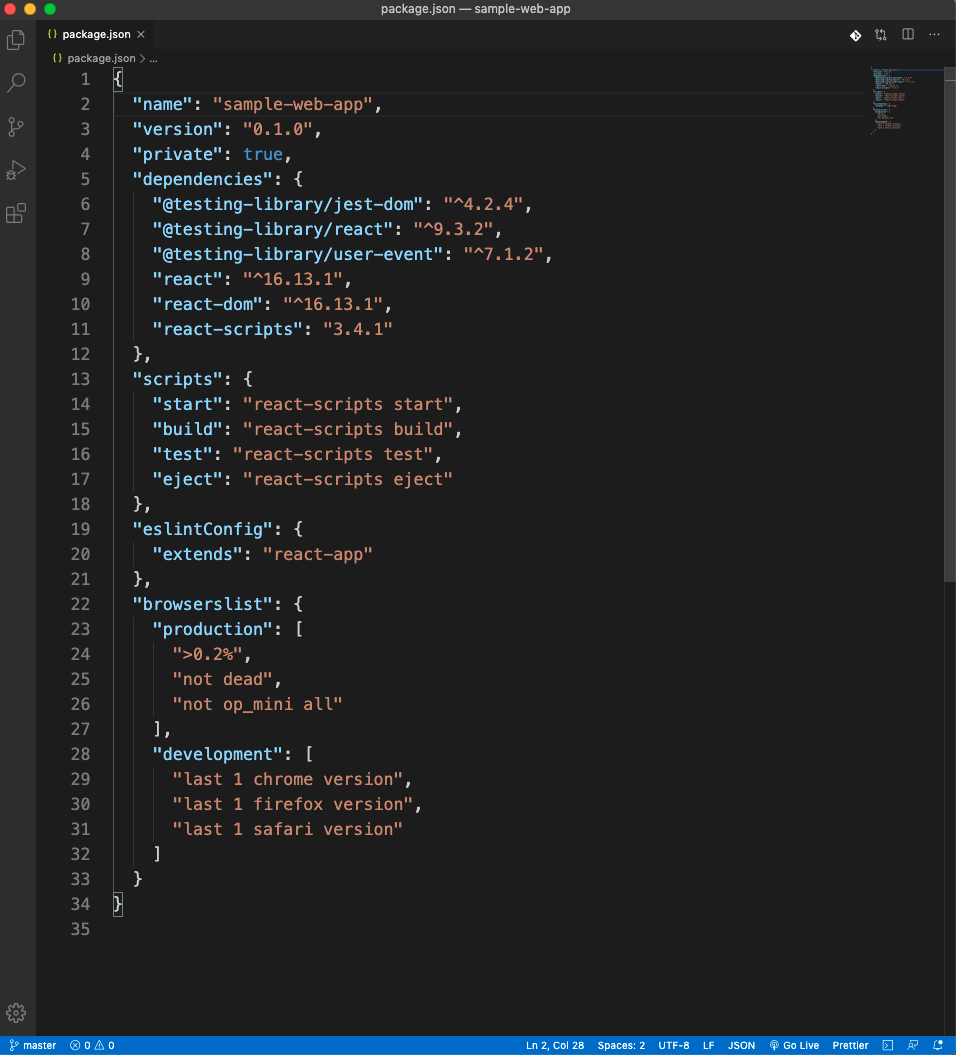 package.json — sample-web-app
{} package.json ×
{} package.json > ...
1 {
2   "name": "sample-web-app",
3   "version": "0.1.0",
4   "private": true,
5   "dependencies": {
6     "@testing-library/jest-dom": "^4.2.4",
7     "@testing-library/react": "^9.3.2",
8     "@testing-library/user-event": "^7.1.2",
9     "react": "^16.13.1",
10     "react-dom": "^16.13.1",
11     "react-scripts": "3.4.1"
12   },
13   "scripts": {
14     "start": "react-scripts start",
15     "build": "react-scripts build",
16     "test": "react-scripts test",
17     "eject": "react-scripts eject"
18   },
19   "eslintConfig": {
20     "extends": "react-app"
21   },
22   "browserslist": {
23     "production": [
24       ">0.2%",
25       "not dead",
26       "not op_mini all"
27     ],
28     "development": [
29       "last 1 chrome version",
30       "last 1 firefox version",
31       "last 1 safari version"
32     ]
33   }
34 }
35
master 0 0 Ln 2, Col 28 Spaces: 2 UTF-8 LF JSON Go Live Prettier